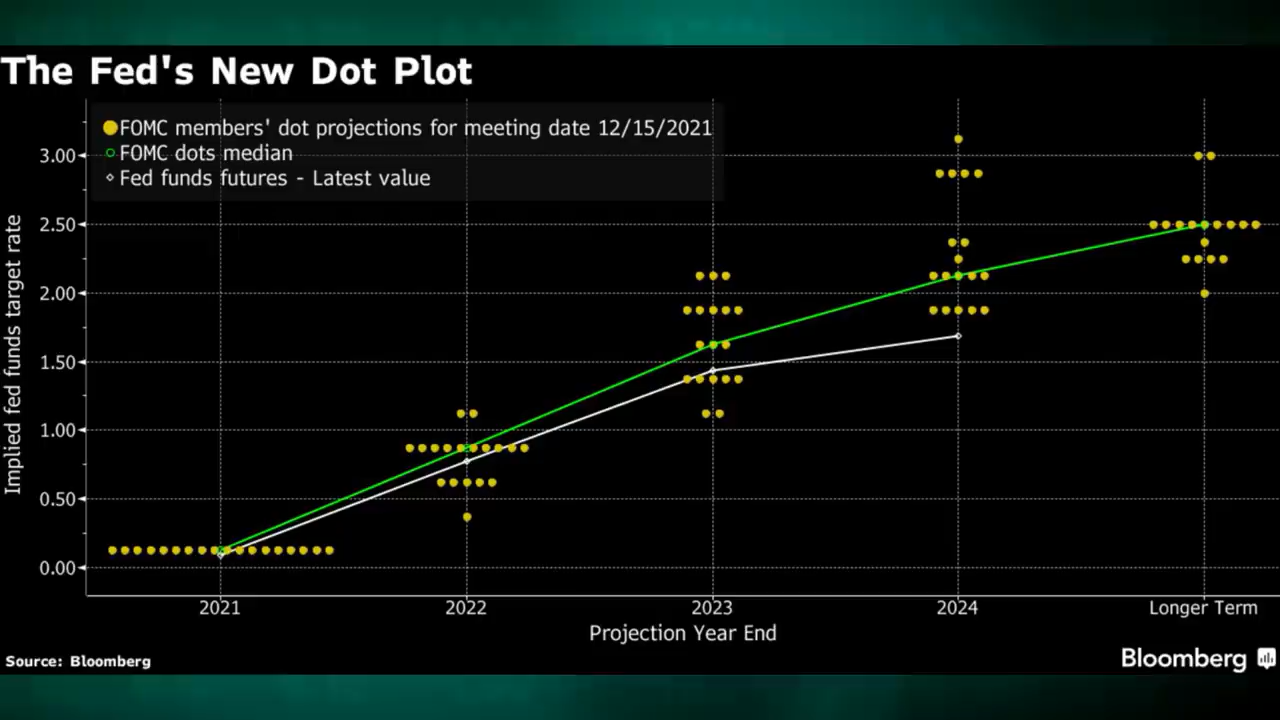 The Fed's New Dot Plot
FOMC members' dot projections for meeting date 12/15/2021
FOMC dots median
Fed funds futures - Latest value
Implied fed funds target rate
3.00
2.50
2.00
1.50
1.00
0.50
0.00
2021 2022 2023 2024 Longer Term
Projection Year End
Source: Bloomberg
Bloomberg